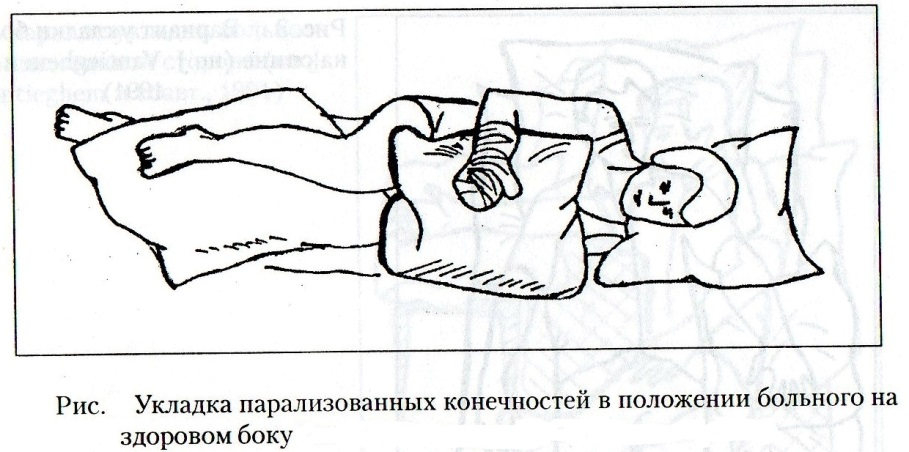 Рис. Укладка парализованных конечностей в положении больного на
здоровом боку